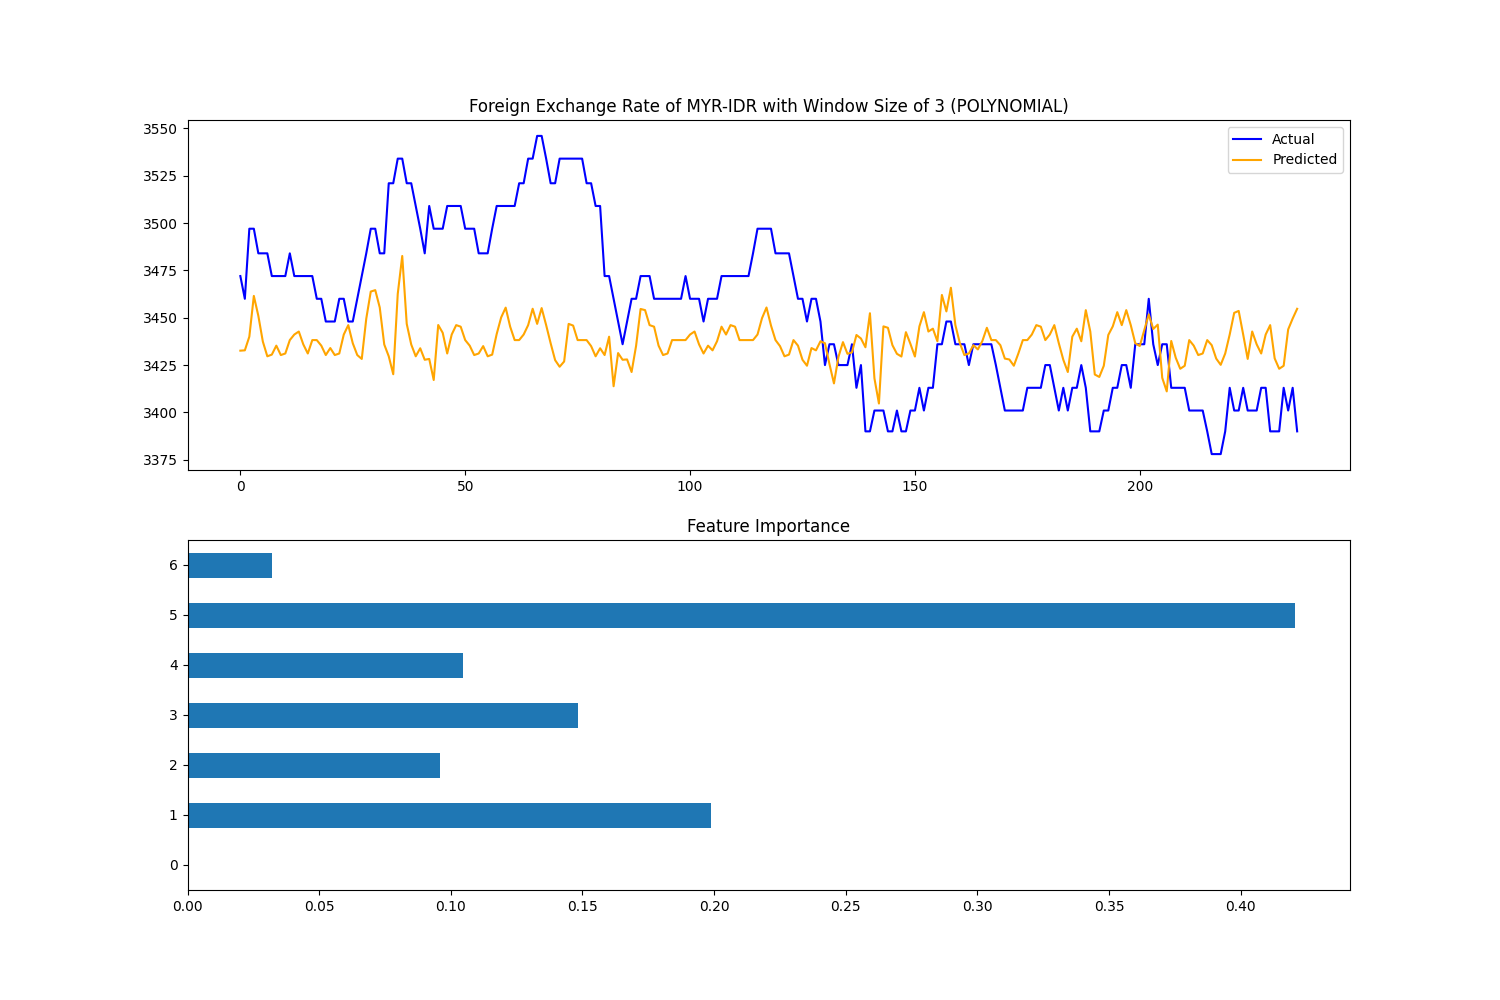 Foreign Exchange Rate of MYR-IDR with Window Size of 3 (POLYNOMIAL)
3550
3525
3500
3475
3450
3425
3400
3375
Actual
Predicted
0 50 100 150 200
Feature Importance
6
5
4
3
2
1
0
0.00 0.05 0.10 0.15 0.20 0.25 0.30 0.35 0.40